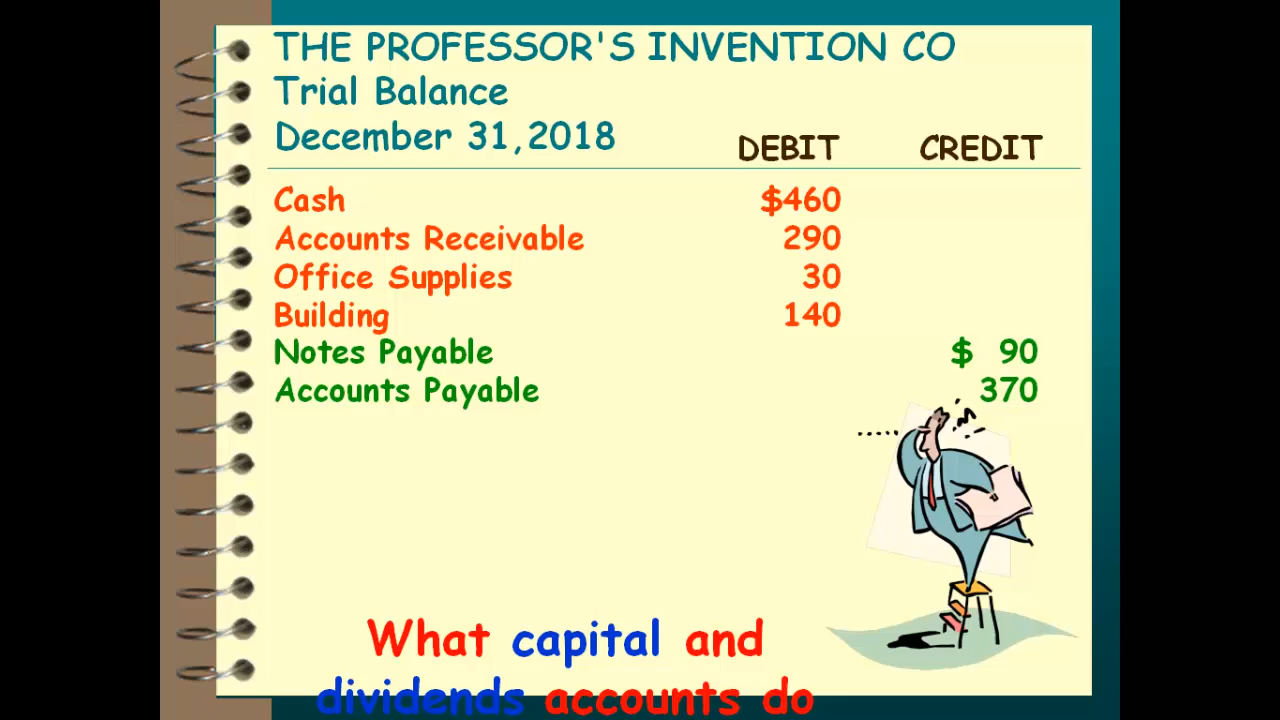 THE PROFESSOR'S INVENTION CO
Trial Balance
December 31,2018
DEBIT CREDIT
Cash $460
Accounts Receivable 290
Office Supplies 30
Building 140
Notes Payable $ 90
Accounts Payable 370
What capital and
dividends accounts do